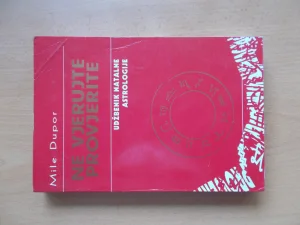 Mile Dupor
NE VJERUJTE
PROVJERITE
UDŽBENIK NATALNE
ASTROLOGIJE